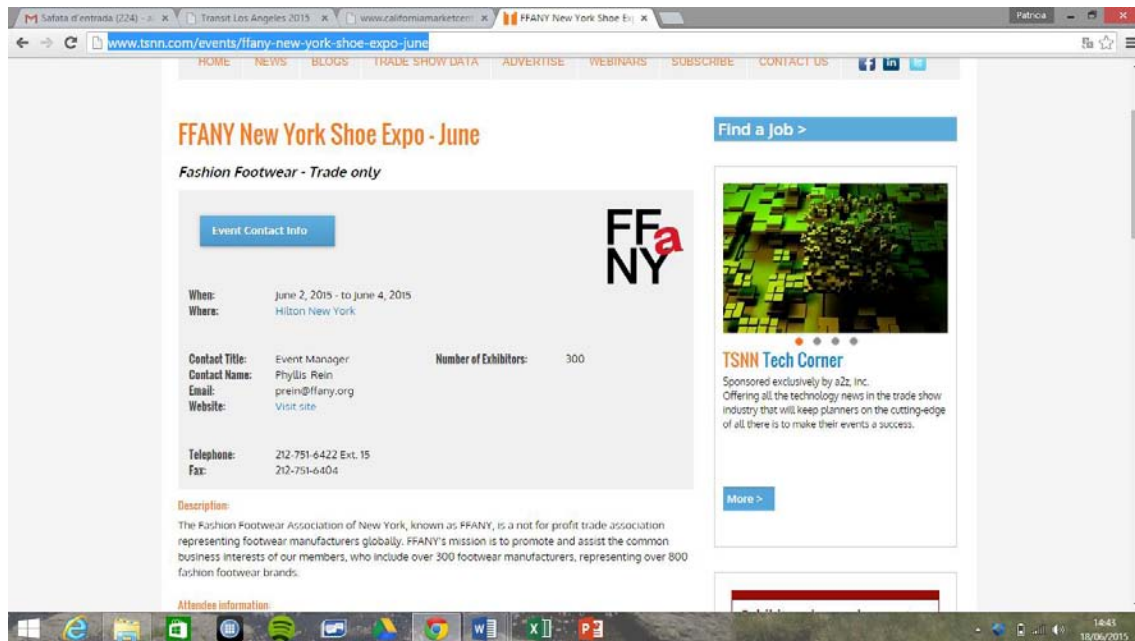 Safata d'entrada (224) -
Transit Los Angeles 2015
www.californiamarketcent
FFANY New York Shoe Ex
Patricia
www.tsnn.com/events/ffany-new-york-shoe-expo-june
HOME NEWS BLOGS TRADE SHOW DATA ADVERTISE WEBINARS SUBSCRIBE CONTACT US
FFANY New York Shoe Expo - June
Find a Job >
Fashion Footwear - Trade only
Event Contact Info
FFa
NY
When: June 2, 2015 - to June 4, 2015
Where: Hilton New York
Contact Title: Event Manager Number of Exhibitors: 300
Contact Name: Phyllis Rein
Email: prein@ffany.org
Website: Visit site
Telephone: 212-751-6422 Ext. 15
Fax: 212-751-6404
TSNN Tech Corner
Sponsored exclusively by a2z, Inc.
Offering all the technology news in the trade show
industry that will keep planners on the cutting-edge
of all there is to make their events a success.
More >
Description:
The Fashion Footwear Association of New York, known as FFANY, is a not for profit trade association
representing footwear manufacturers globally. FFANY's mission is to promote and assist the common
business interests of our members, who include over 300 footwear manufacturers, representing over 800
fashion footwear brands.
Attendee information
14:43
18/06/2015